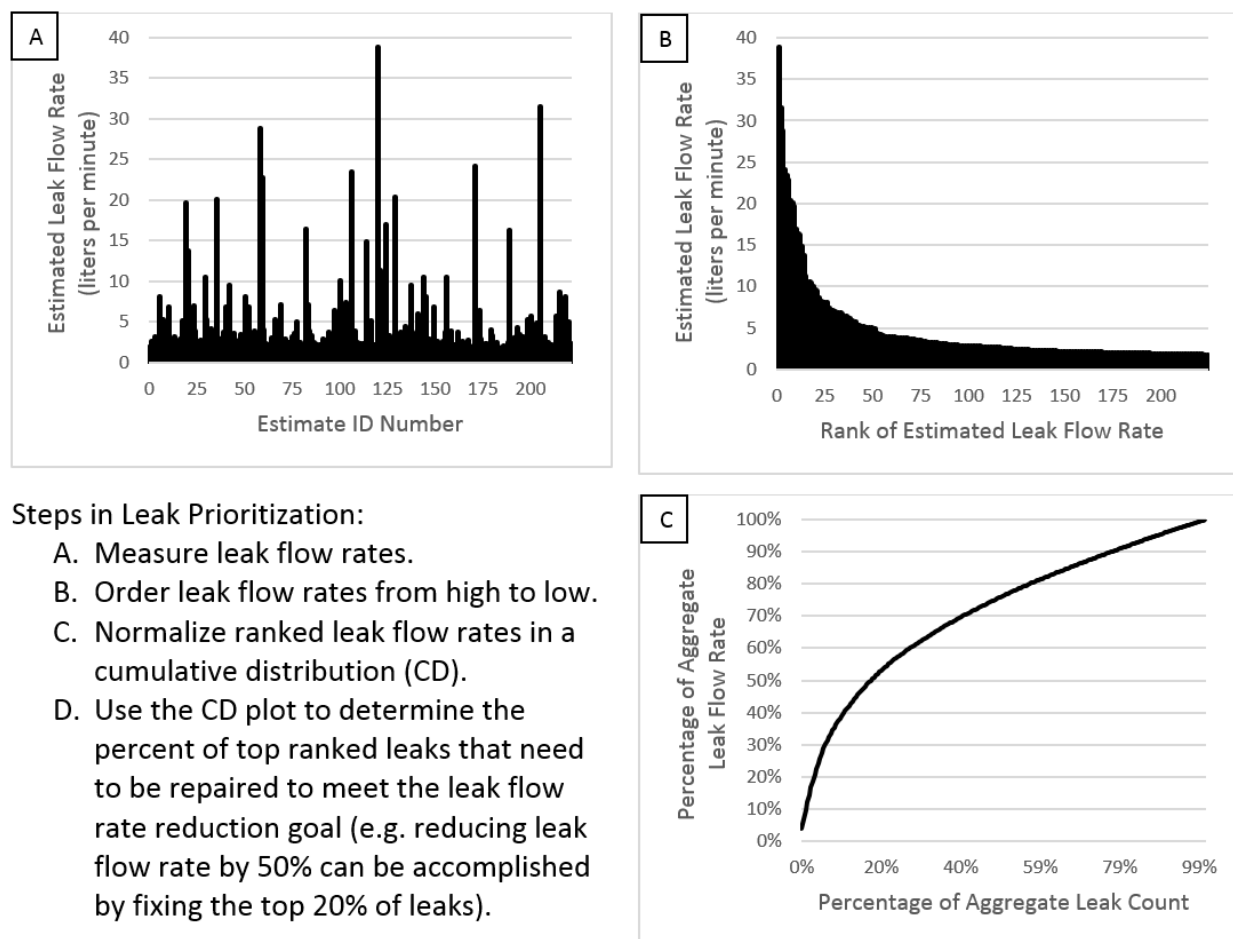 A
40
35
30
25
20
15
10
5
0
Estimated Leak Flow Rate
(liters per minute)
0 25 50 75 100 125 150 175 200
Estimate ID Number
B
40
35
30
25
20
15
10
5
0
Estimated Leak Flow Rate
(liters per minute)
0 25 50 75 100 125 150 175 200
Rank of Estimated Leak Flow Rate
Steps in Leak Prioritization:
A. Measure leak flow rates.
B. Order leak flow rates from high to low.
C. Normalize ranked leak flow rates in a
cumulative distribution (CD).
D. Use the CD plot to determine the
percent of top ranked leaks that need
to be repaired to meet the leak flow
rate reduction goal (e.g. reducing leak
flow rate by 50% can be accomplished
by fixing the top 20% of leaks).
C
100%
90%
80%
70%
60%
50%
40%
30%
20%
10%
0%
Percentage of Aggregate
Leak Flow Rate
0% 20% 40% 59% 79% 99%
Percentage of Aggregate Leak Count